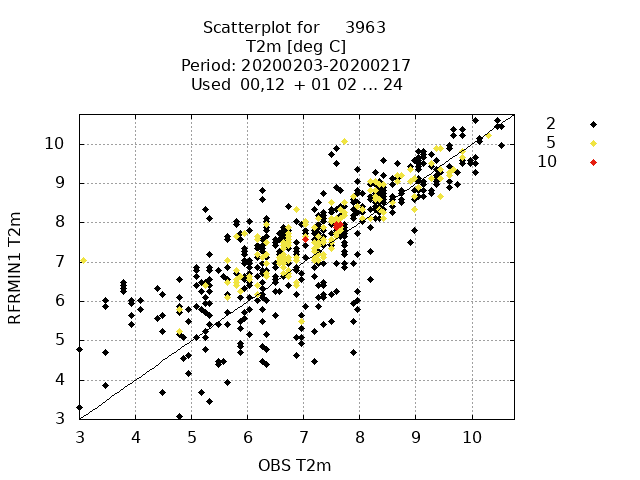 Scatterplot for 3963
T2m [deg C]
Period: 20200203-20200217
Used 00,12 + 01 02 ... 24
2
5
10
RFRMIN1 T2m
10
9
8
7
6
5
4
3
3 4 5 6 7 8 9 10
OBS T2m